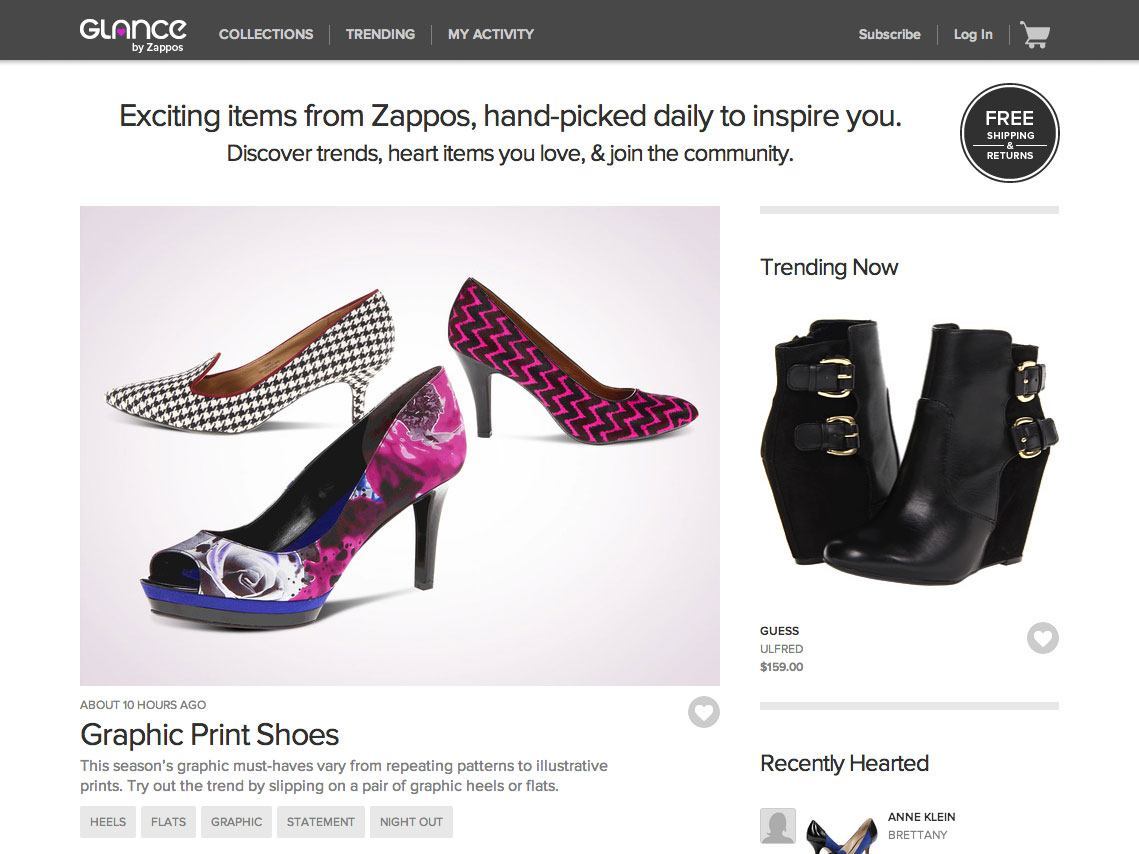 GLANCE
by Zappos
COLLECTIONS
TRENDING
MY ACTIVITY
Subscribe
Log In
Exciting items from Zappos, hand-picked daily to inspire you.
Discover trends, heart items you love, & join the community.
FREE
SHIPPING
&
RETURNS
ABOUT 10 HOURS AGO
Graphic Print Shoes
This season's graphic must-haves vary from repeating patterns to illustrative
prints. Try out the trend by slipping on a pair of graphic heels or flats.
HEELS
FLATS
GRAPHIC
STATEMENT
NIGHT OUT
Trending Now
GUESS
ULFRED
$159.00
Recently Hearted
ANNE KLEIN
BRETTANY